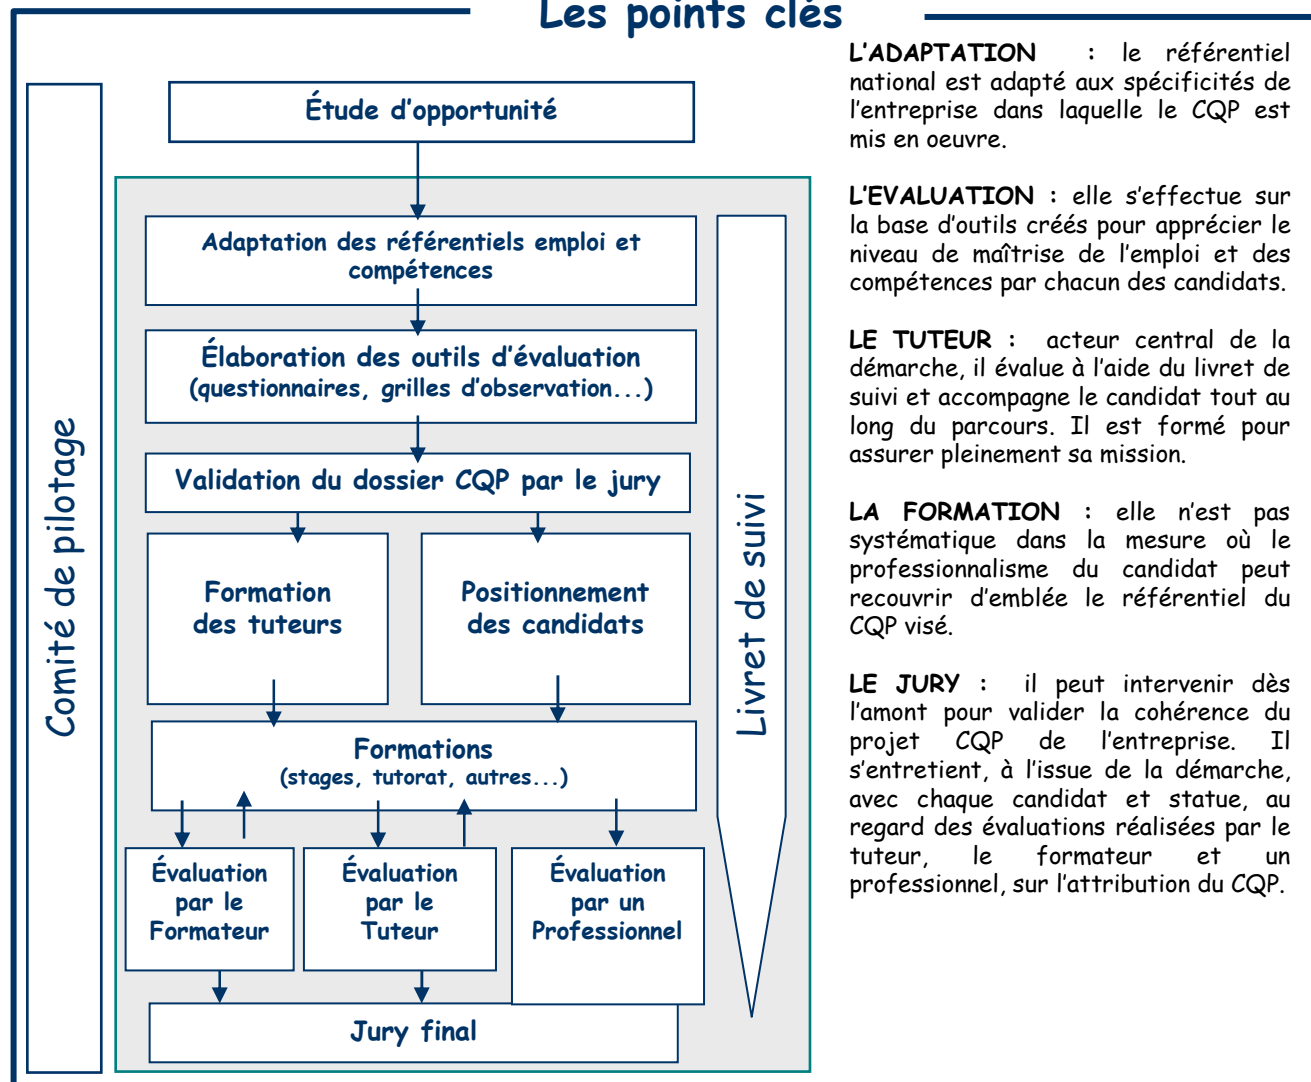 Les points clés
Comité de pilotage
Étude d'opportunité
Adaptation des référentiels emploi et
compétences
Élaboration des outils d'évaluation
(questionnaires, grilles d'observation...)
Validation du dossier CQP par le jury
Formation
des tuteurs
Positionnement
des candidats
Formations
(stages, tutorat, autres...)
Évaluation
par le
Formateur
Évaluation
par le
Tuteur
Évaluation
par un
Professionnel
Jury final
Livret de suivi
L'ADAPTATION : le référentiel
national est adapté aux spécificités de
l'entreprise dans laquelle le CQP est
mis en oeuvre.
L'EVALUATION : elle s'effectue sur
la base d'outils créés pour apprécier le
niveau de maîtrise de l'emploi et des
compétences par chacun des candidats.
LE TUTEUR : acteur central de la
démarche, il évalue à l'aide du livret de
suivi et accompagne le candidat tout au
long du parcours. Il est formé pour
assurer pleinement sa mission.
LA FORMATION : elle n'est pas
systématique dans la mesure où le
professionnalisme du candidat peut
recouvrir d'emblée le référentiel du
CQP visé.
LE JURY : il peut intervenir dès
l'amont pour valider la cohérence du
projet CQP de l'entreprise. Il
s'entretient, à l'issue de la démarche,
avec chaque candidat et statue, au
regard des évaluations réalisées par le
tuteur, le formateur et un
professionnel, sur l'attribution du CQP.